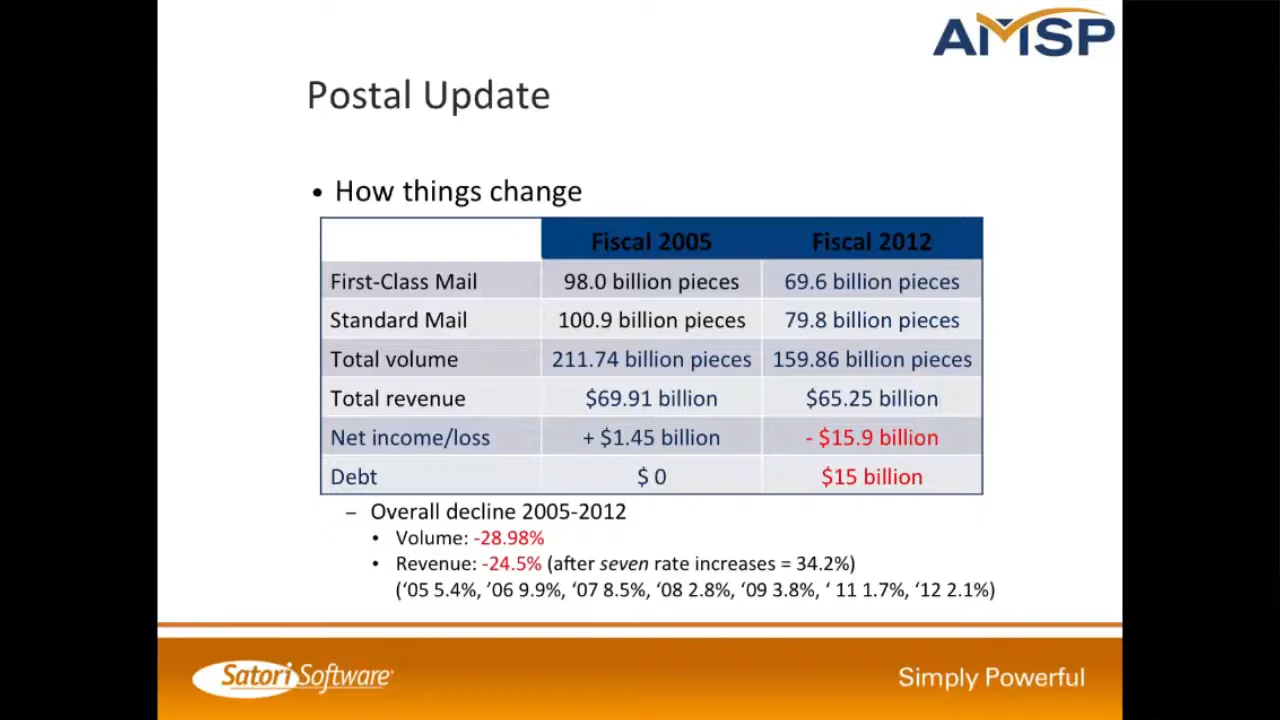 AMSP
Postal Update
• How things change
Fiscal 2005 Fiscal 2012
First-Class Mail 98.0 billion pieces 69.6 billion pieces
Standard Mail 100.9 billion pieces 79.8 billion pieces
Total volume 211.74 billion pieces 159.86 billion pieces
Total revenue $69.91 billion $65.25 billion
Net income/loss + $1.45 billion - $15.9 billion
Debt $ 0 $15 billion
– Overall decline 2005-2012
• Volume: -28.98%
• Revenue: -24.5% (after seven rate increases = 34.2%)
(‘05 5.4%, ’06 9.9%, ‘07 8.5%, ‘08 2.8%, ‘09 3.8%, ‘ 11 1.7%, ‘12 2.1%)
Satori Software Simply Powerful